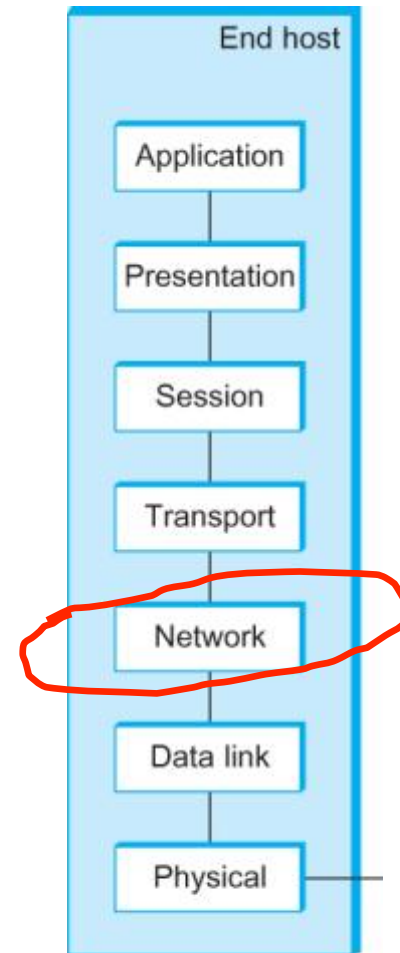 End host
Application
Presentation
Session
Transport
Network
Data link
Physical